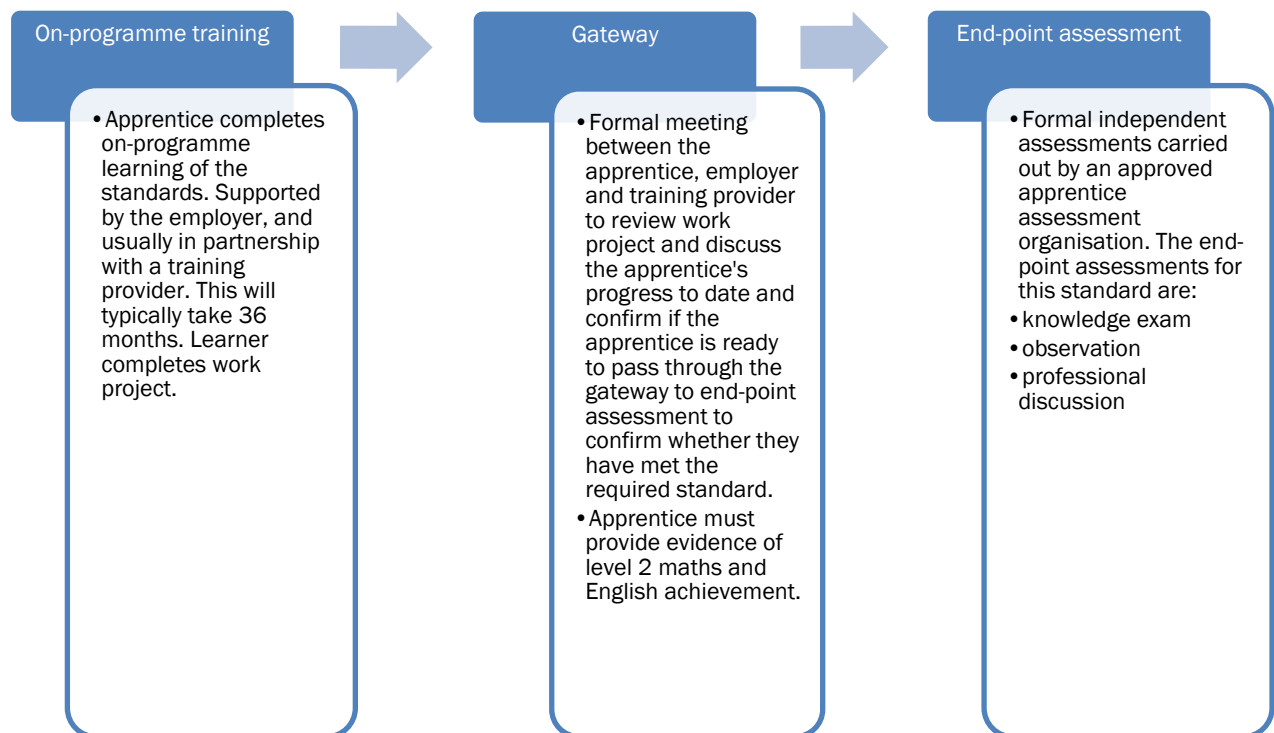 On-programme training
•Apprentice completes
on-programme
learning of the
standards. Supported
by the employer, and
usually in partnership
with a training
provider. This will
typically take 36
months. Learner
completes work
project.
Gateway
•Formal meeting
between the
apprentice, employer
and training provider
to review work
project and discuss
the apprentice's
progress to date and
confirm if the
apprentice is ready
to pass through the
gateway to end-point
assessment to
confirm whether they
have met the
required standard.
•Apprentice must
provide evidence of
level 2 maths and
English achievement.
End-point assessment
•Formal independent
assessments carried
out by an approved
apprentice
assessment
organisation. The end-
point assessments for
this standard are:
•knowledge exam
•observation
•professional
discussion